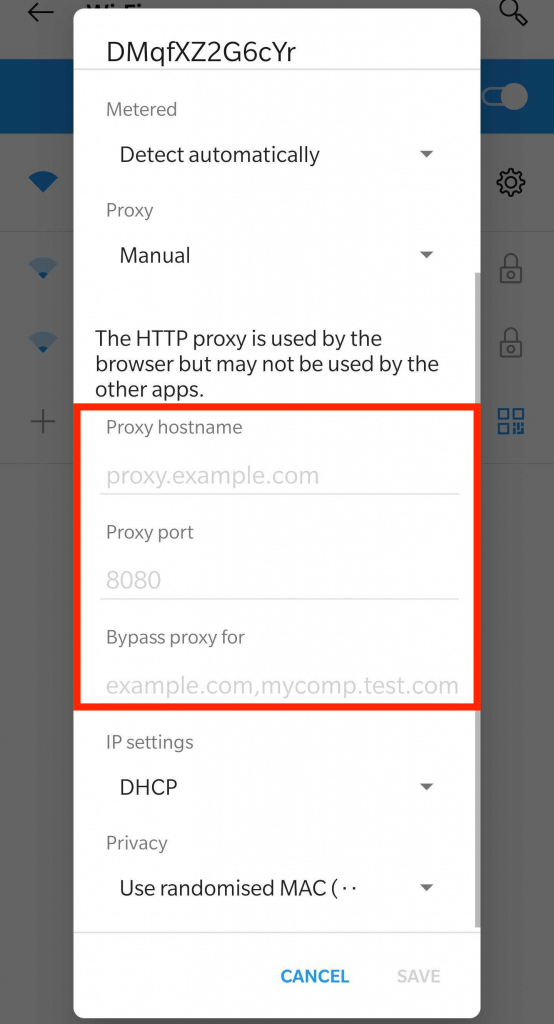 Wi-Fi
DMqfXZ2G6cYr
Metered
Detect automatically
Proxy
Manual
The HTTP proxy is used by the
browser but may not be used by the
other apps.
Proxy hostname
proxy.example.com
Proxy port
8080
Bypass proxy for
example.com,mycomp.test.com
IP settings
DHCP
Privacy
Use randomised MAC (··
CANCEL
SAVE